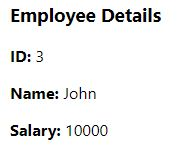 Employee Details
ID: 3
Name: John
Salary: 10000